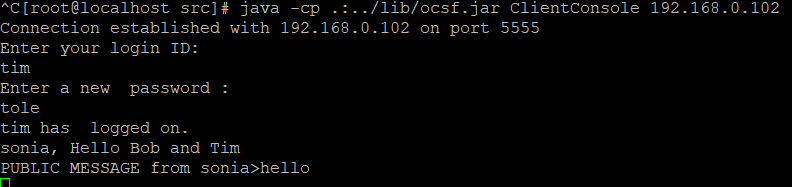 ^C[root@localhost src]# java -cp .:../lib/ocsf.jar ClientConsole 192.168.0.102
Connection established with 192.168.0.102 on port 5555
Enter your login ID:
tim
Enter a new  password :
tole
tim has  logged on.
sonia, Hello Bob and Tim
PUBLIC MESSAGE from sonia>hello